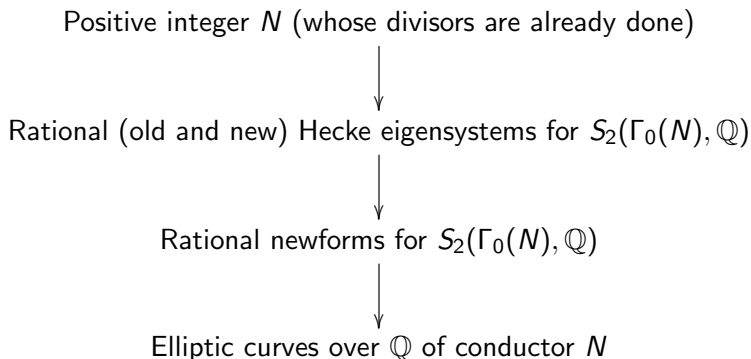 Positive integer N (whose divisors are already done)
Rational (old and new) Hecke eigensystems for S₂(Γ₀(N), ℚ)
Rational newforms for S₂(Γ₀(N), ℚ)
Elliptic curves over ℚ of conductor N